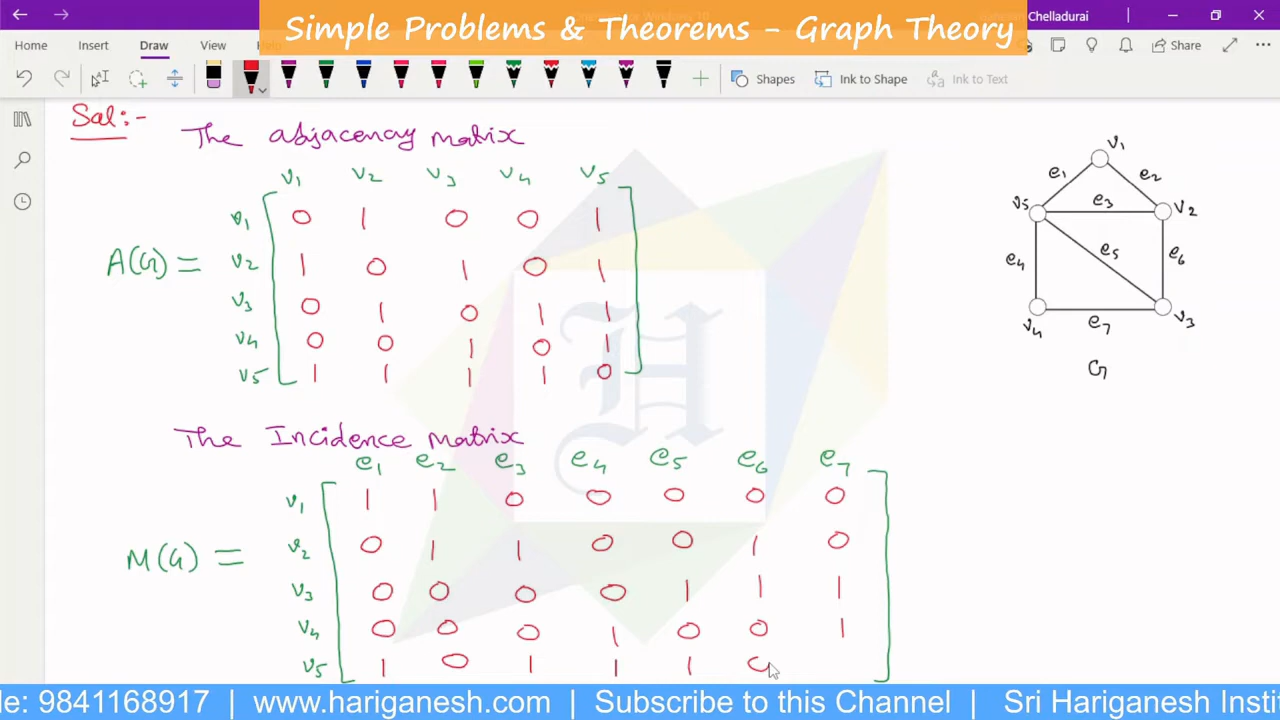 Simple Problems & Theorems - Graph Theory
Chelladurai
Home Insert Draw View
Share
Shapes Ink to Shape Ink to Text
Sol:-
The adjacency matrix
v1 v2 v3 v4 v5
v1 0 1 0 0 1
A(G) = v2 1 0 1 0 1
v3 0 1 0 1 1
v4 0 0 1 0 1
v5 1 1 1 1 0
v1
e1 e2
v5 e3 v2
e4 e5 e6
v4 e7 v3
G
The Incidence matrix
e1 e2 e3 e4 e5 e6 e7
v1 1 1 0 0 0 0 0
M(G) = v2 0 1 1 0 0 1 0
v3 0 0 0 0 1 1 1
v4 0 0 0 1 0 0 1
v5 1 0 1 1 1 0
le: 9841168917 | www.hariganesh.com | Subscribe to this Channel | Sri Hariganesh Insti